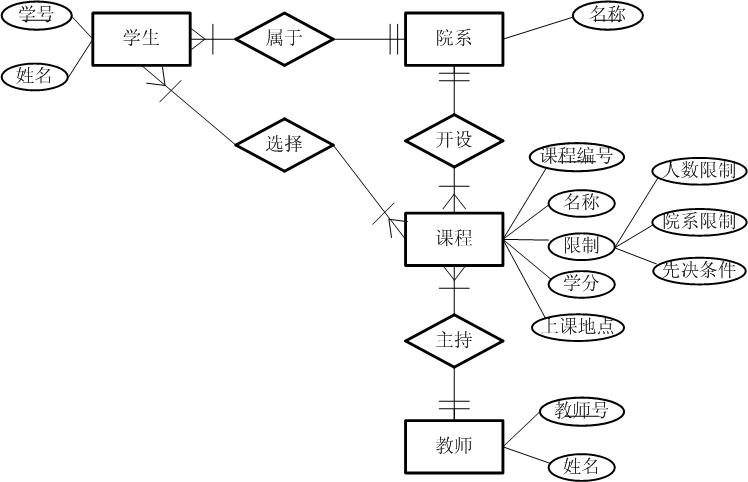 学号
学生
属于
院系
名称
姓名
选择
开设
课程编号
人数限制
名称
院系限制
课程
限制
先决条件
学分
上课地点
主持
教师号
教师
姓名